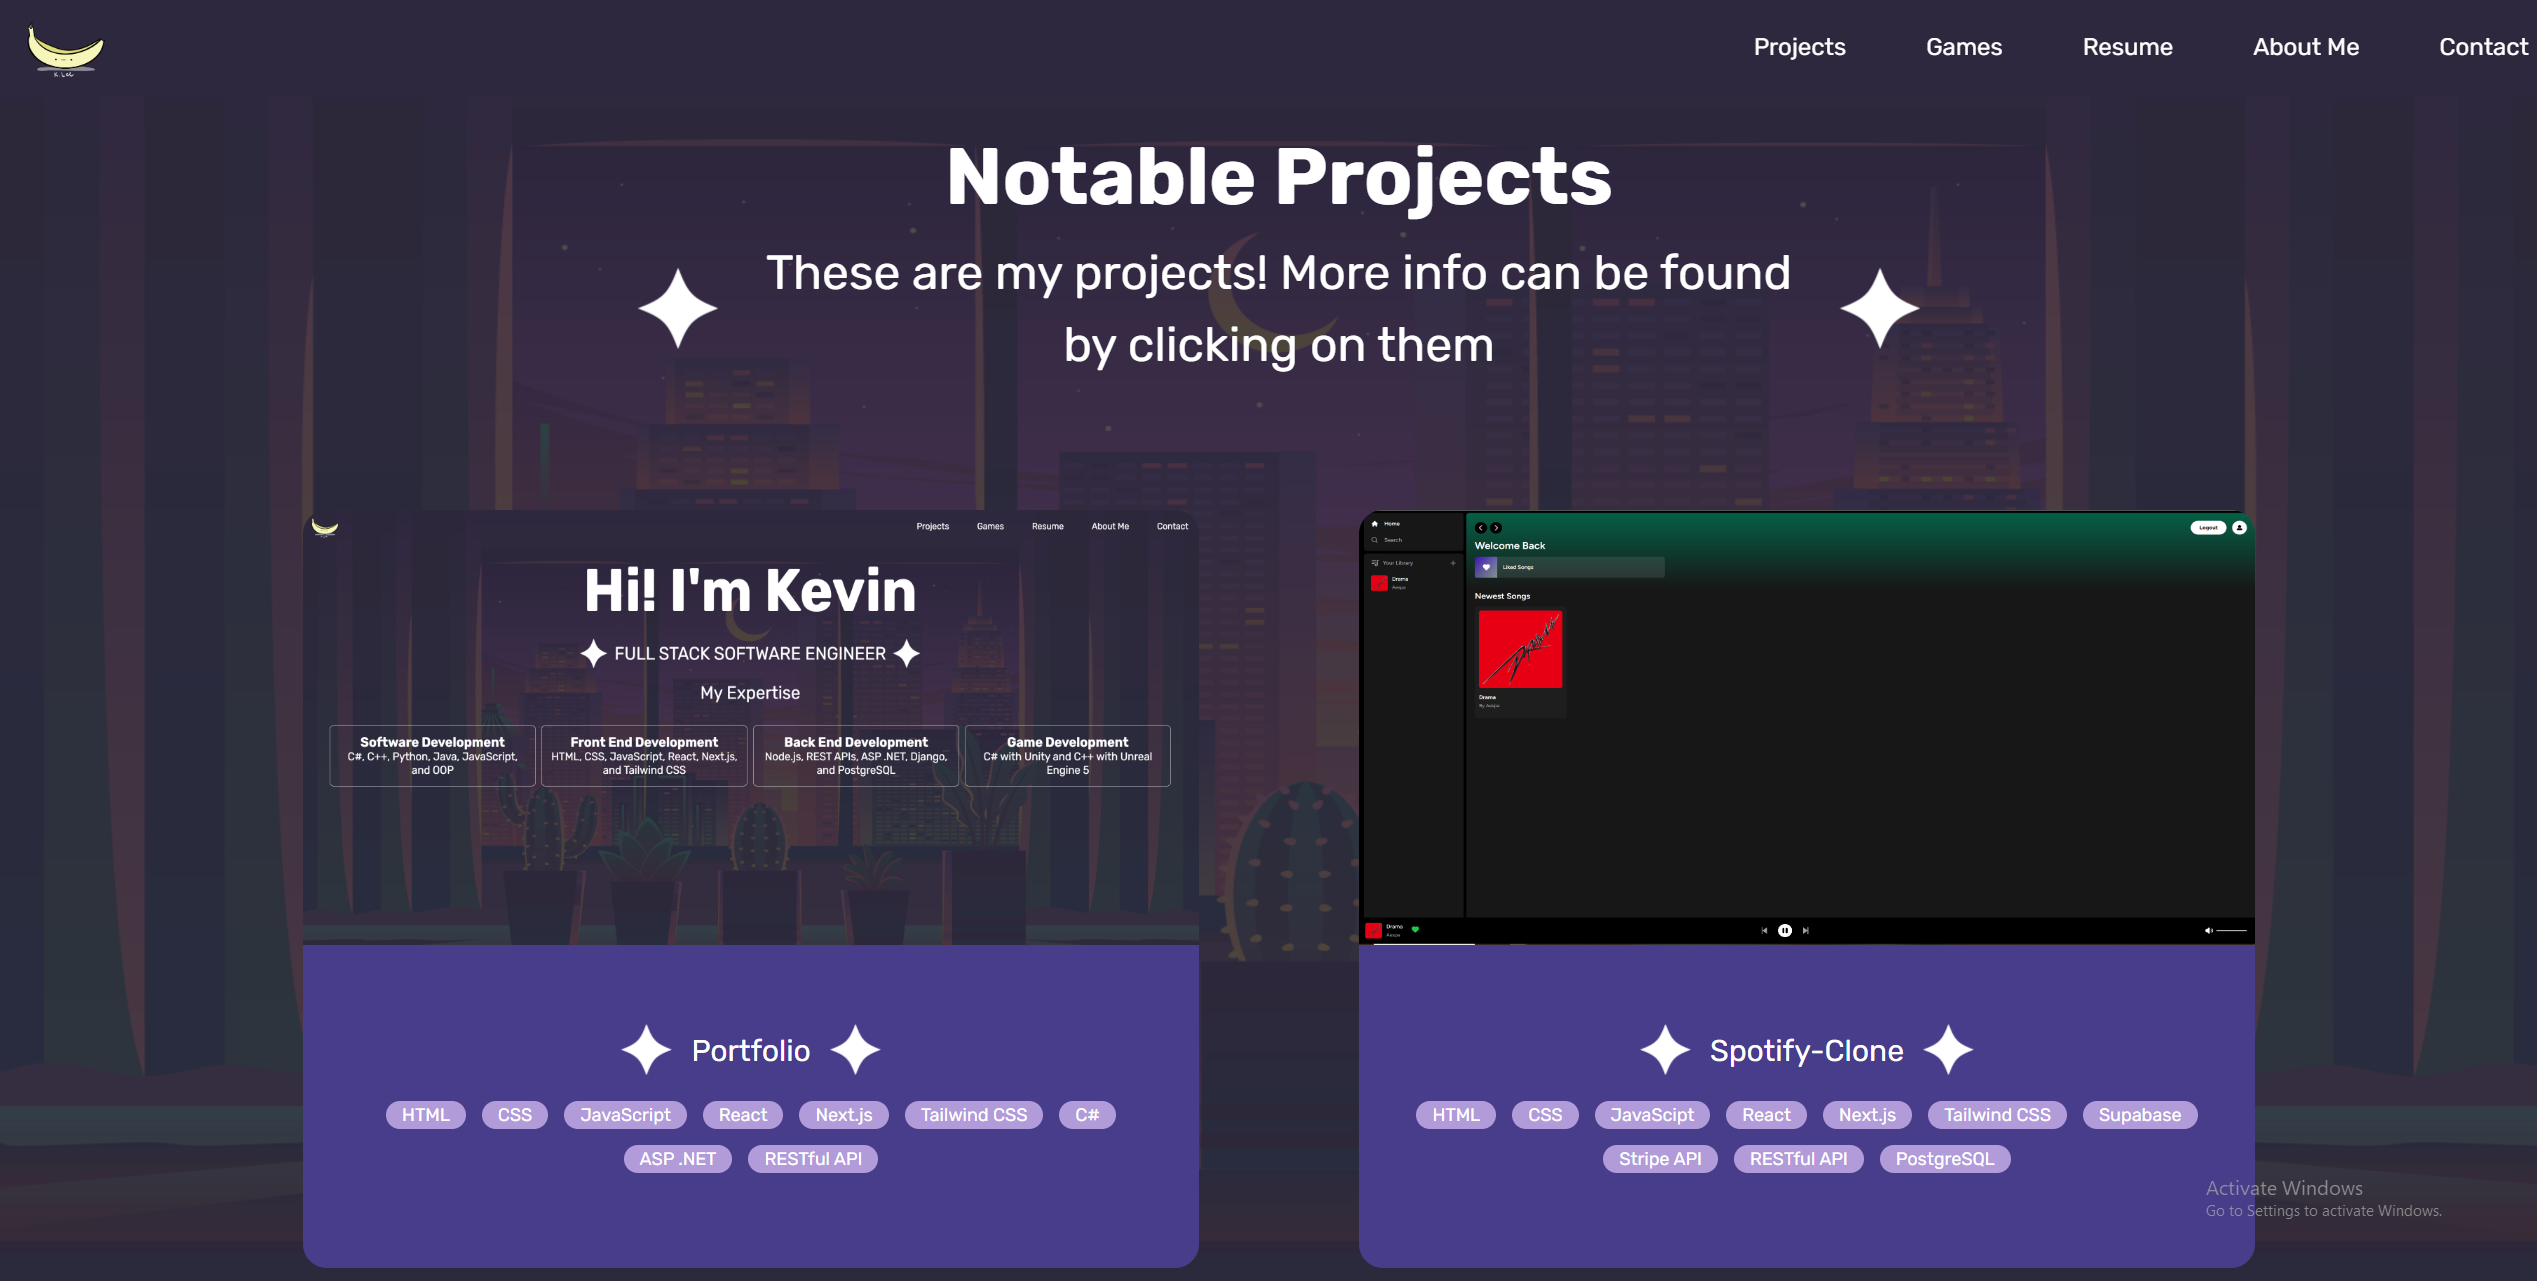 K. Lee
Projects Games Resume About Me Contact
Notable Projects
These are my projects! More info can be found
by clicking on them
Projects Games Resume About Me Contact
Hi! I'm Kevin
FULL STACK SOFTWARE ENGINEER
My Expertise
Software Development
C#, C++, Python, Java, JavaScript,
and OOP
Front End Development
HTML, CSS, JavaScript, React, Next.js,
and Tailwind CSS
Back End Development
Node.js, REST APIs, ASP .NET, Django,
and PostgreSQL
Game Development
C# with Unity and C++ with Unreal
Engine 5
Portfolio
HTML CSS JavaScript React Next.js Tailwind CSS C#
ASP .NET RESTful API
Home
Search
Your Library
Drama
Aespa
Logout
Welcome Back
Liked Songs
Newest Songs
Drama
By Aespa
Drama
Aespa
Spotify-Clone
HTML CSS JavaScipt React Next.js Tailwind CSS Supabase
Stripe API RESTful API PostgreSQL
Activate Windows
Go to Settings to activate Windows.